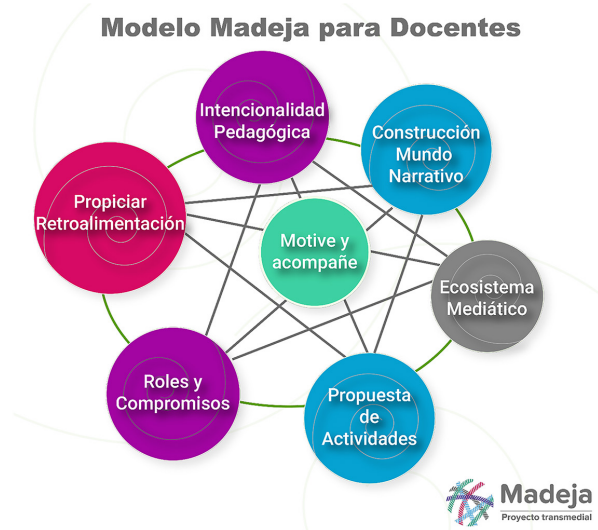 Modelo Madeja para Docentes
Intencionalidad
Pedagógica
Construcción
Mundo
Narrativo
Propiciar
Retroalimentación
Motive y
acompañe
Ecosistema
Mediático
Roles y
Compromisos
Propuesta
de
Actividades
Madeja
Proyecto transmedial